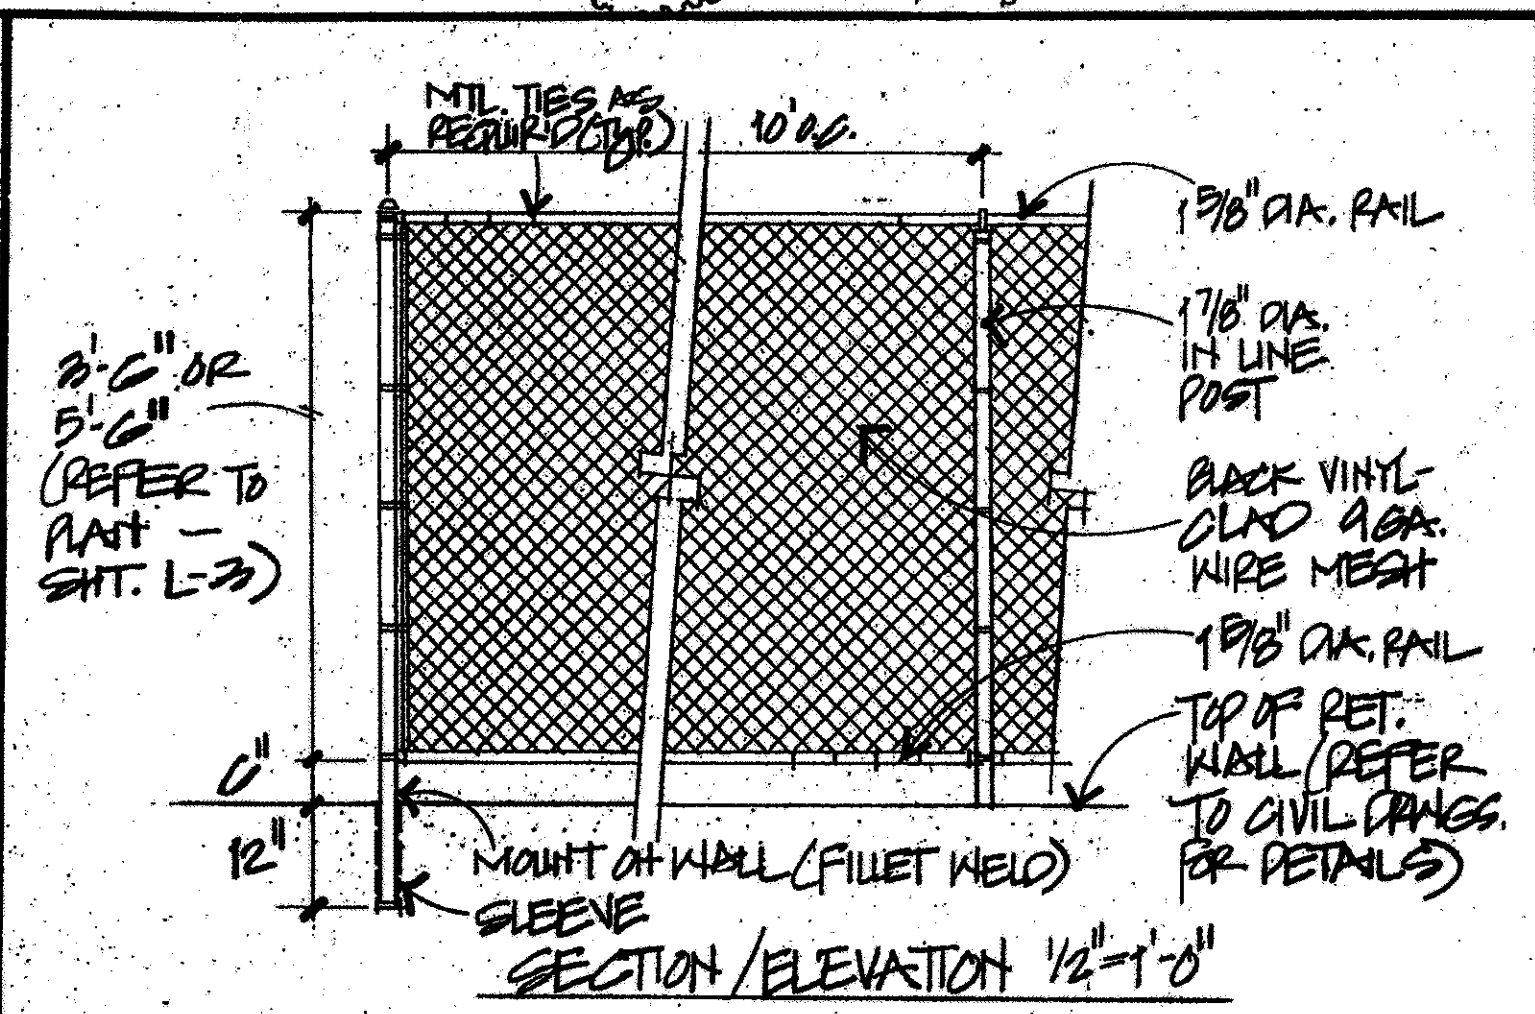 MTL. TIES AS
REQUIR'D (TYP.)
10' O.C.
1 5/8" DIA. RAIL
1 7/8" DIA.
IN LINE
POST
3'-6" OR
5'-6"
(REFER TO
PLAN —
SHT. L-3)
BLACK VINYL-
CLAD 9 GA.
WIRE MESH
1 5/8" DIA. RAIL
TOP OF RET.
WALL (REFER
TO CIVIL DRWGS.
FOR DETAILS)
6"
12"
MOUNT ON WALL (FILLET WELD)
SLEEVE
SECTION/ELEVATION 1/2"=1'-0"